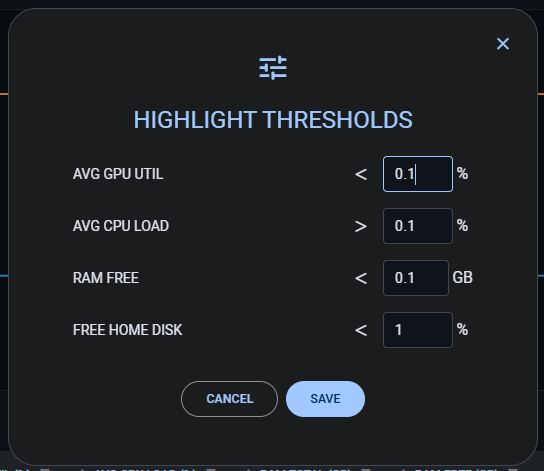 HIGHLIGHT THRESHOLDS
AVG GPU UTIL < 0.1 %
AVG CPU LOAD > 0.1 %
RAM FREE < 0.1 GB
FREE HOME DISK < 1 %
CANCEL SAVE